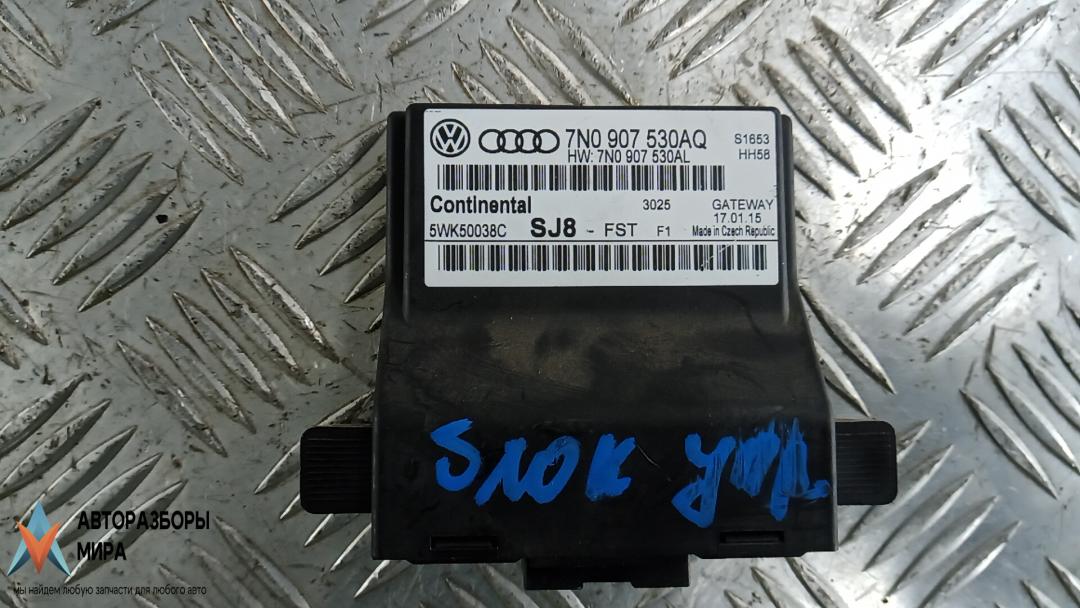 7N0 907 530AQ S1653
HW: 7N0 907 530AL HH58
Continental 3025 GATEWAY
17.01.15
5WK50038C SJ8 - FST F1 Made in Czech Republic
Блок
АВТОРАЗБОРЫ
МИРА
мы найдем любую запчасти для любого авто